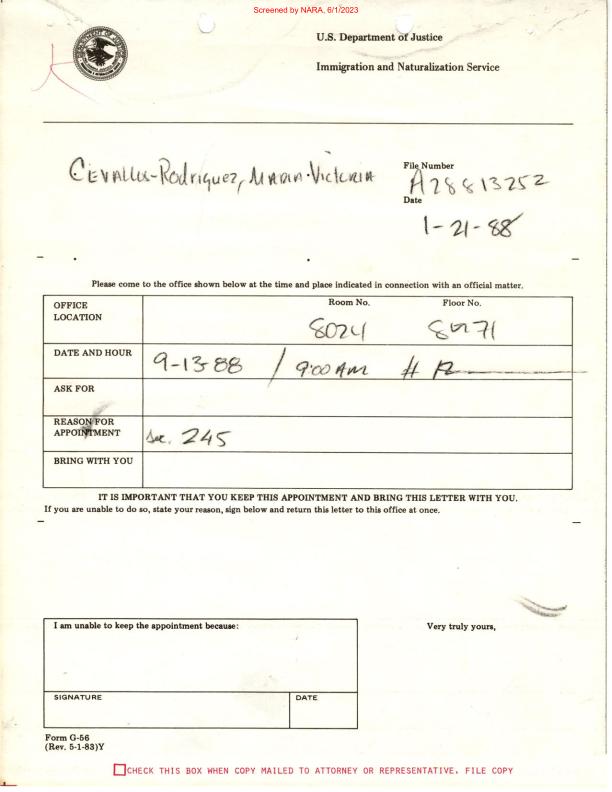 Screened by NARA, 6/1/2023
U.S. Department of Justice
Immigration and Naturalization Service
Cevallos-Rodriguez, Maria-Victoria
File Number
A28813252
Date
1-21-88
Please come to the office shown below at the time and place indicated in connection with an official matter.
OFFICE LOCATION
Room No.
Floor No.
8024
DATE AND HOUR
9-13-88 / 9:00 AM
ASK FOR
REASON FOR APPOINTMENT
Sec. 245
BRING WITH YOU
IT IS IMPORTANT THAT YOU KEEP THIS APPOINTMENT AND BRING THIS LETTER WITH YOU.
If you are unable to do so, state your reason, sign below and return this letter to this office at once.
I am unable to keep the appointment because:
Very truly yours,
SIGNATURE
DATE
Form G-56
(Rev. 5-1-83)Y
CHECK THIS BOX WHEN COPY MAILED TO ATTORNEY OR REPRESENTATIVE. FILE COPY